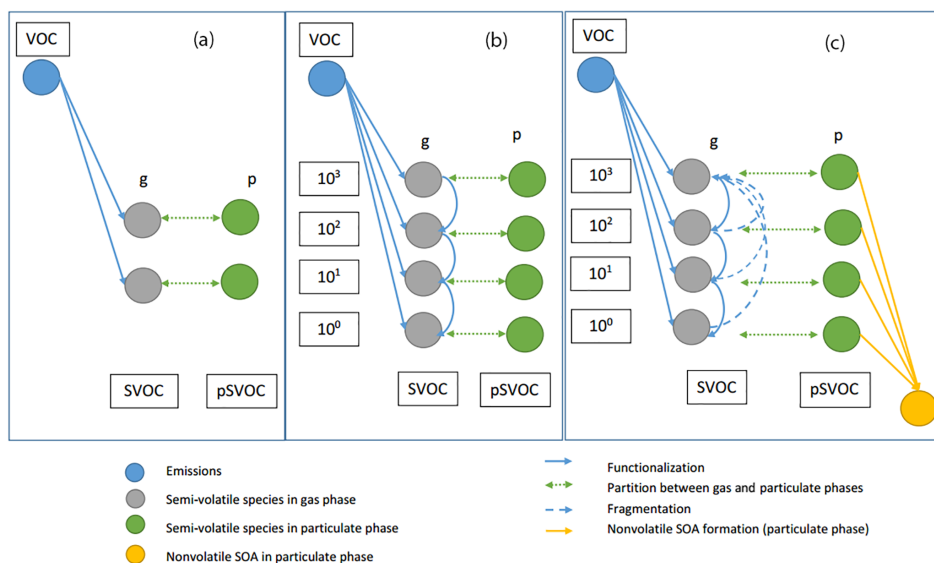 VOC
(a)
g
p
SVOC
pSVOC
VOC
(b)
g
p
10³
10²
10¹
10⁰
SVOC
pSVOC
VOC
(c)
g
p
10³
10²
10¹
10⁰
SVOC
pSVOC
Emissions
Semi-volatile species in gas phase
Semi-volatile species in particulate phase
Nonvolatile SOA in particulate phase
Functionalization
Partition between gas and particulate phases
Fragmentation
Nonvolatile SOA formation (particulate phase)